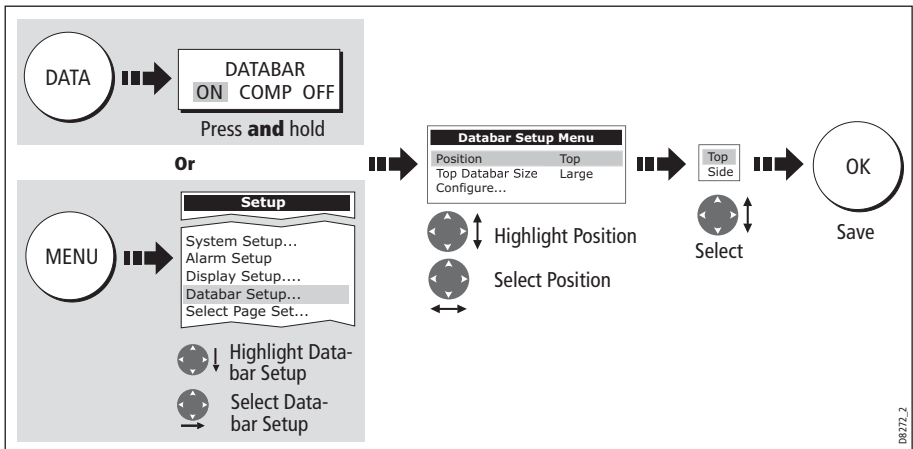 DATA
DATABAR
ON COMP OFF
Press and hold
Or
MENU
Setup
System Setup...
Alarm Setup
Display Setup....
Databar Setup...
Select Page Set...
Highlight Data-
bar Setup
Select Data-
bar Setup
Databar Setup Menu
Position Top
Top Databar Size Large
Configure...
Highlight Position
Select Position
Top
Side
Select
OK
Save
D8272_2